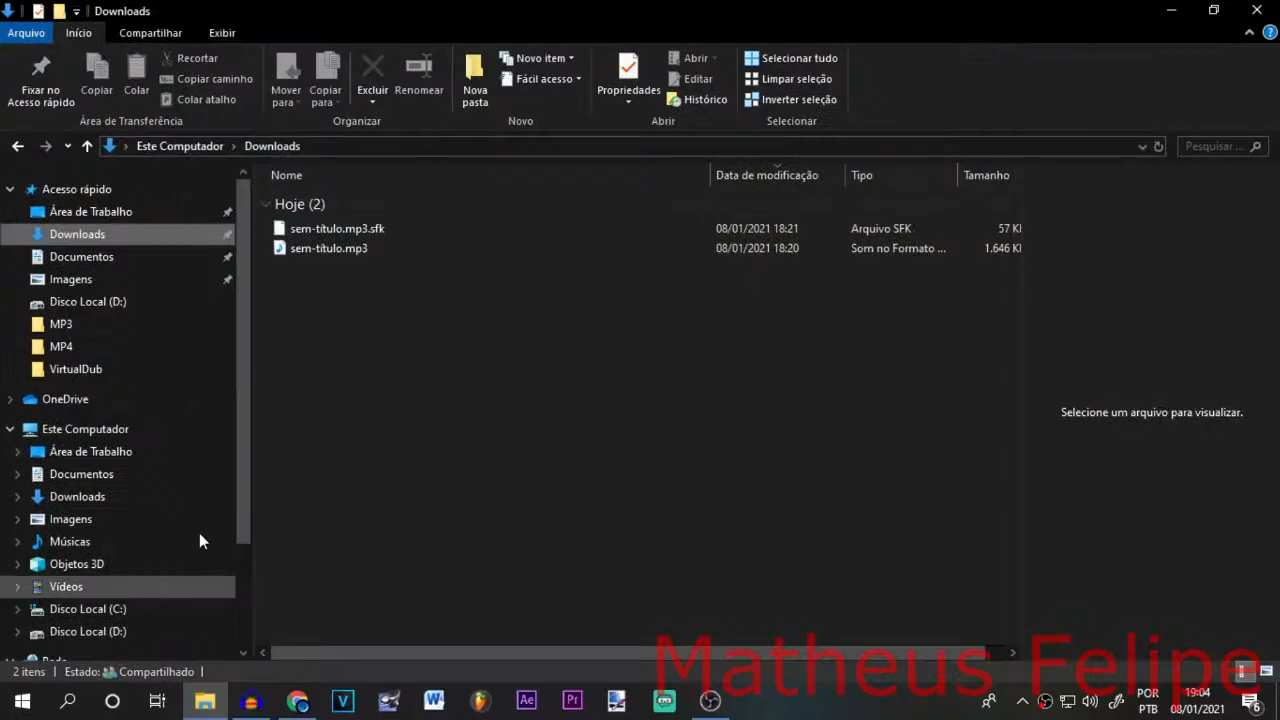 Downloads
Arquivo Início Compartilhar Exibir
Fixar no Acesso rápido
Copiar
Colar
Recortar
Copiar caminho
Colar atalho
Área de Transferência
Mover para
Copiar para
Excluir
Renomear
Organizar
Nova pasta
Novo item
Fácil acesso
Novo
Propriedades
Abrir
Editar
Histórico
Abrir
Selecionar tudo
Limpar seleção
Inverter seleção
Selecionar
Este Computador › Downloads
Pesquisar ...
Acesso rápido
Área de Trabalho
Downloads
Documentos
Imagens
Disco Local (D:)
MP3
MP4
VirtualDub
OneDrive
Este Computador
Área de Trabalho
Documentos
Downloads
Imagens
Músicas
Objetos 3D
Vídeos
Disco Local (C:)
Disco Local (D:)
Nome Data de modificação Tipo Tamanho
Hoje (2)
sem-título.mp3.sfk 08/01/2021 18:21 Arquivo SFK 57 K
sem-título.mp3 08/01/2021 18:20 Som no Formato ... 1.646 K
Selecione um arquivo para visualizar.
2 itens Estado: Compartilhado
Matheus Felipe
V W Ae Pr
POR
PTB
19:04
08/01/2021
6